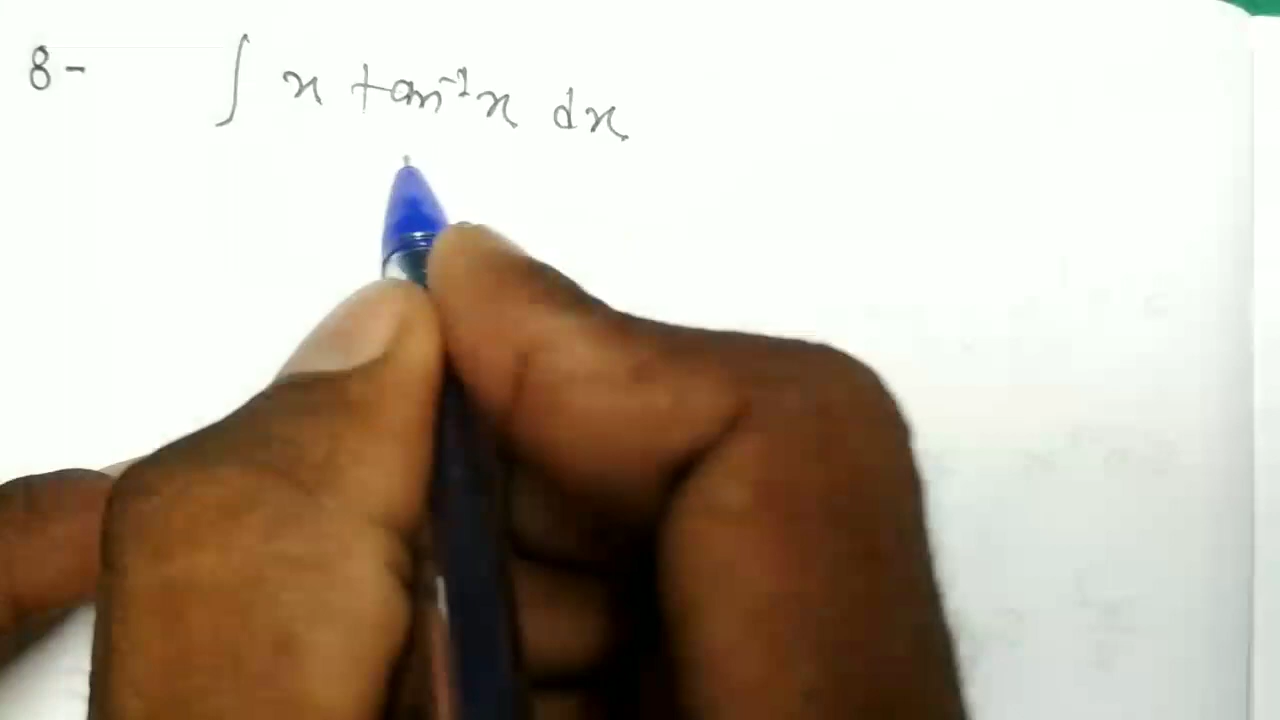 8- ∫ x tan⁻¹x dx